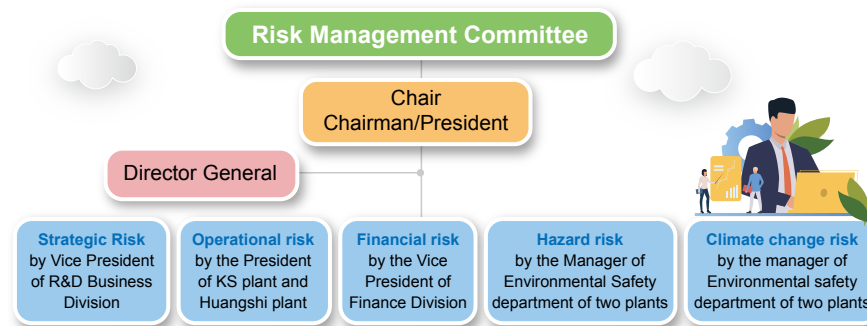 Risk Management Committee
Chair
Chairman/President
Director General
Strategic Risk
by Vice President
of R&D Business
Division
Operational risk
by the President
of KS plant and
Huangshi plant
Financial risk
by the Vice
President of
Finance Division
Hazard risk
by the Manager of
Environmental Safety
department of two plants
Climate change risk
by the manager of
Environmental safety
department of two plants